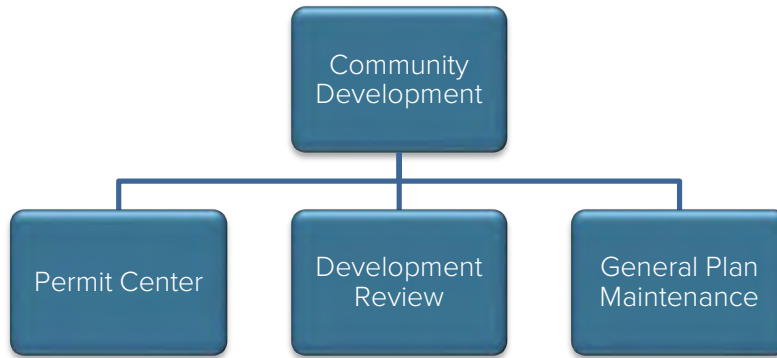 Community
Development
Permit Center
Development
Review
General Plan
Maintenance